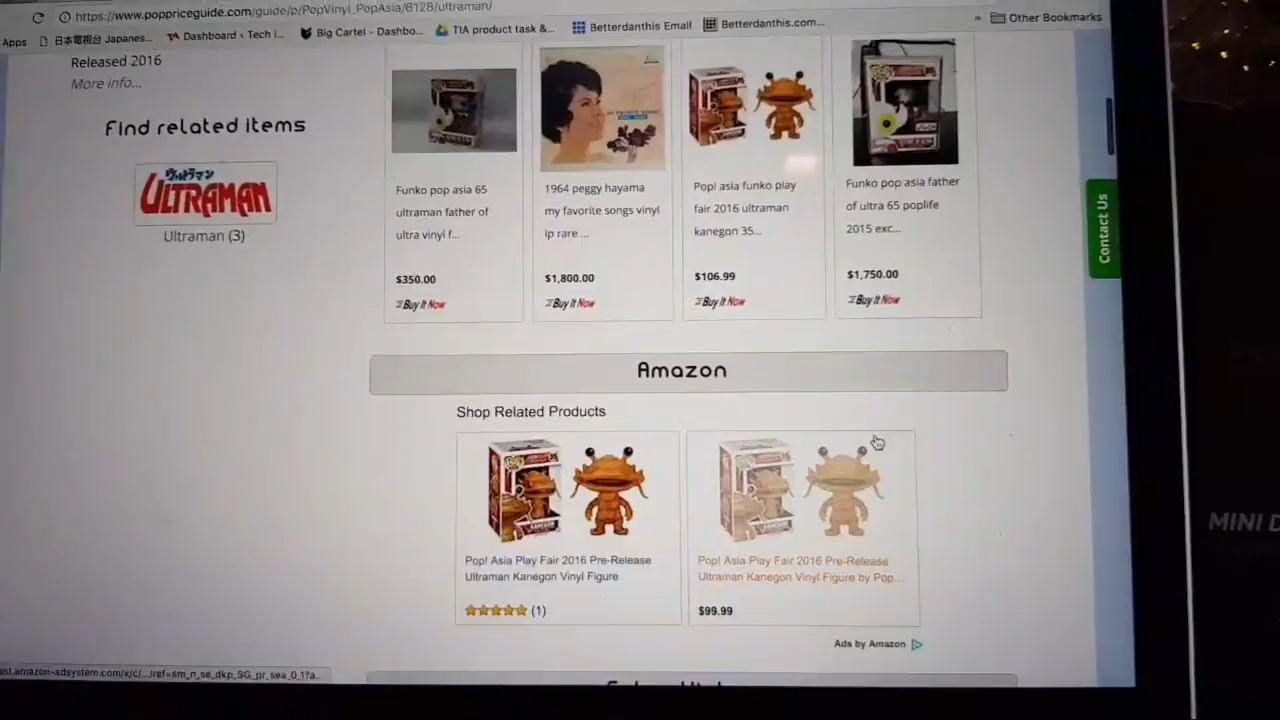 https://www.poppriceguide.com/guide/p/PopVinyl_PopAsia/6128/ultraman/
Apps
日本電視台 Japanes...
Dashboard ‹ Tech I...
Big Cartel - Dashbo...
TIA product task &...
Betterdanthis Email
Betterdanthis.com...
»
Other Bookmarks
Released 2016
More info...
Find related items
ウルトラマン
ULTRAMAN
Ultraman (3)
Funko pop asia 65
ultraman father of
ultra vinyl f...
$350.00
Buy It Now
1964 peggy hayama
my favorite songs vinyl
lp rare ...
$1,800.00
Buy It Now
Pop! asia funko play
fair 2016 ultraman
kanegon 35...
$106.99
Buy It Now
Funko pop asia father
of ultra 65 poplife
2015 exc...
$1,750.00
Buy It Now
Contact Us
Amazon
Shop Related Products
Pop! Asia Play Fair 2016 Pre-Release
Ultraman Kanegon Vinyl Figure
(1)
Pop! Asia Play Fair 2016 Pre-Release
Ultraman Kanegon Vinyl Figure by Pop...
$99.99
Ads by Amazon
ast.amazon-adsystem.com/x/c/.../ref=sm_n_se_dkp_SG_pr_sea_0_1?a..
MINI D